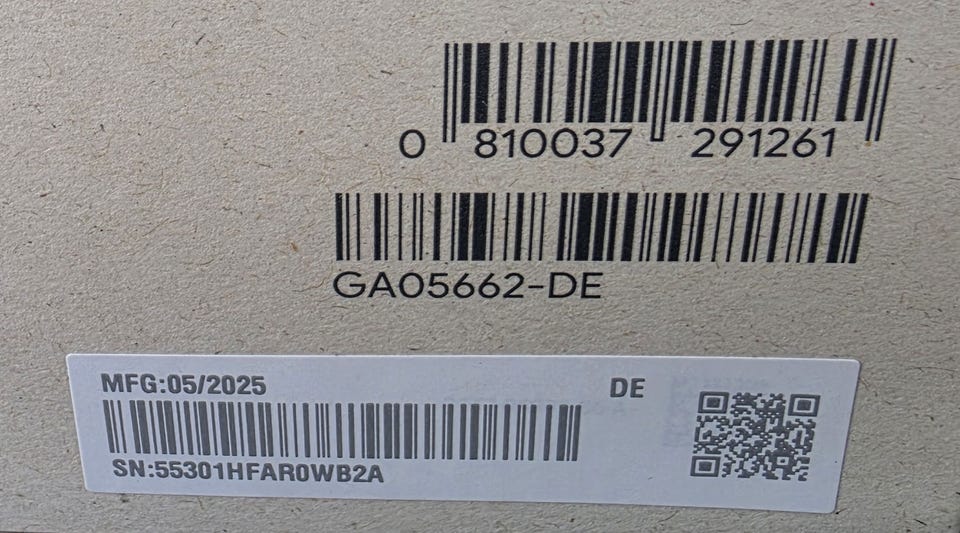 0 810037 291261
GA05662-DE
MFG:05/2025 DE
SN:55301HFAR0WB2A